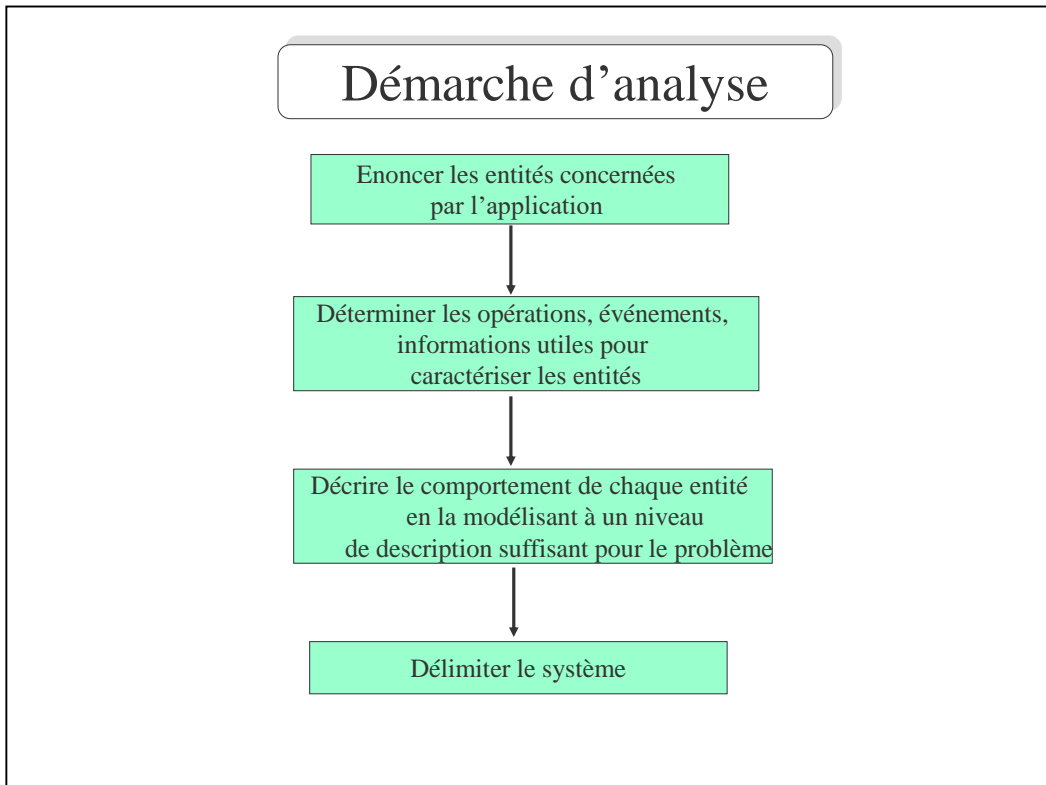 Démarche d’analyse
Enoncer les entités concernées
par l’application
Déterminer les opérations, événements,
informations utiles pour
caractériser les entités
Décrire le comportement de chaque entité
en la modélisant à un niveau
de description suffisant pour le problème
Délimiter le système